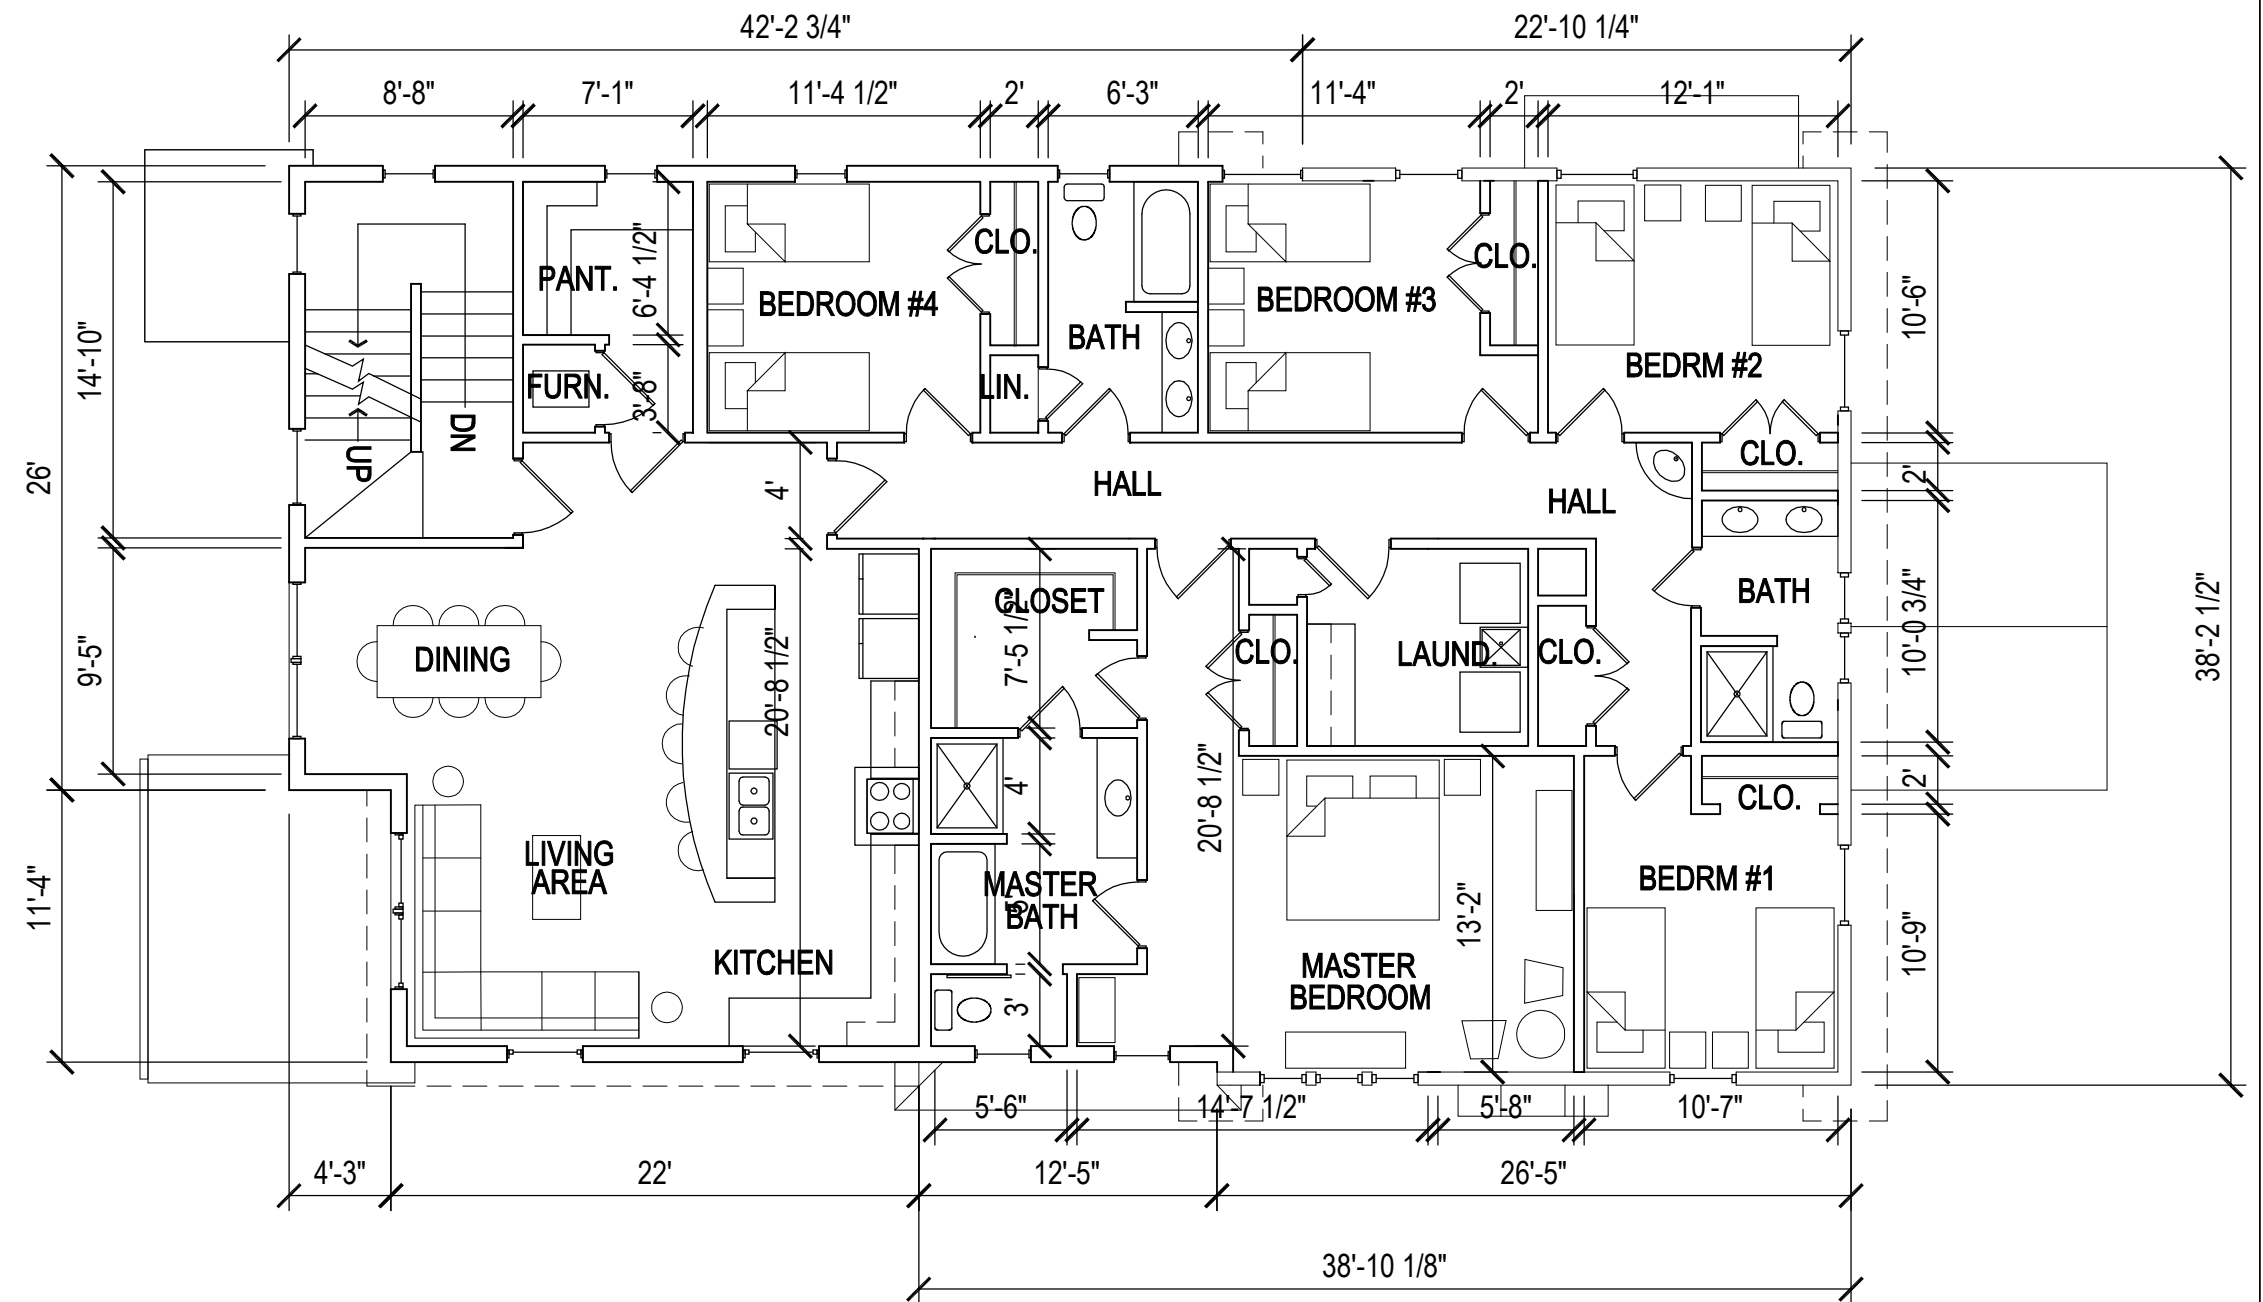 42'-2 3/4" 22'-10 1/4"
8'-8" 7'-1" 11'-4 1/2" 2' 6'-3" 11'-4" 2' 12'-1"
CLO. CLO.
PANT. 6'-4 1/2" BEDROOM #4 BEDROOM #3 10'-6"
14'-10" BATH BEDRM #2
FURN. 3'-8" LIN.
UP DN CLO.
26' 4' HALL HALL 2'
CLOSET BATH
9'-5" DINING 20'-8 1/2" 7'-5 1/2" CLO. LAUND. CLO. 10'-0 3/4" 38'-2 1/2"
4' 20'-8 1/2" CLO. 2'
LIVING
AREA
MASTER
BATH
BEDRM #1
11'-4" 13'-2" 10'-9"
KITCHEN
MASTER
BEDROOM
3'
5'-6" 14'-7 1/2" 5'-8" 10'-7"
4'-3" 22' 12'-5" 26'-5"
38'-10 1/8"